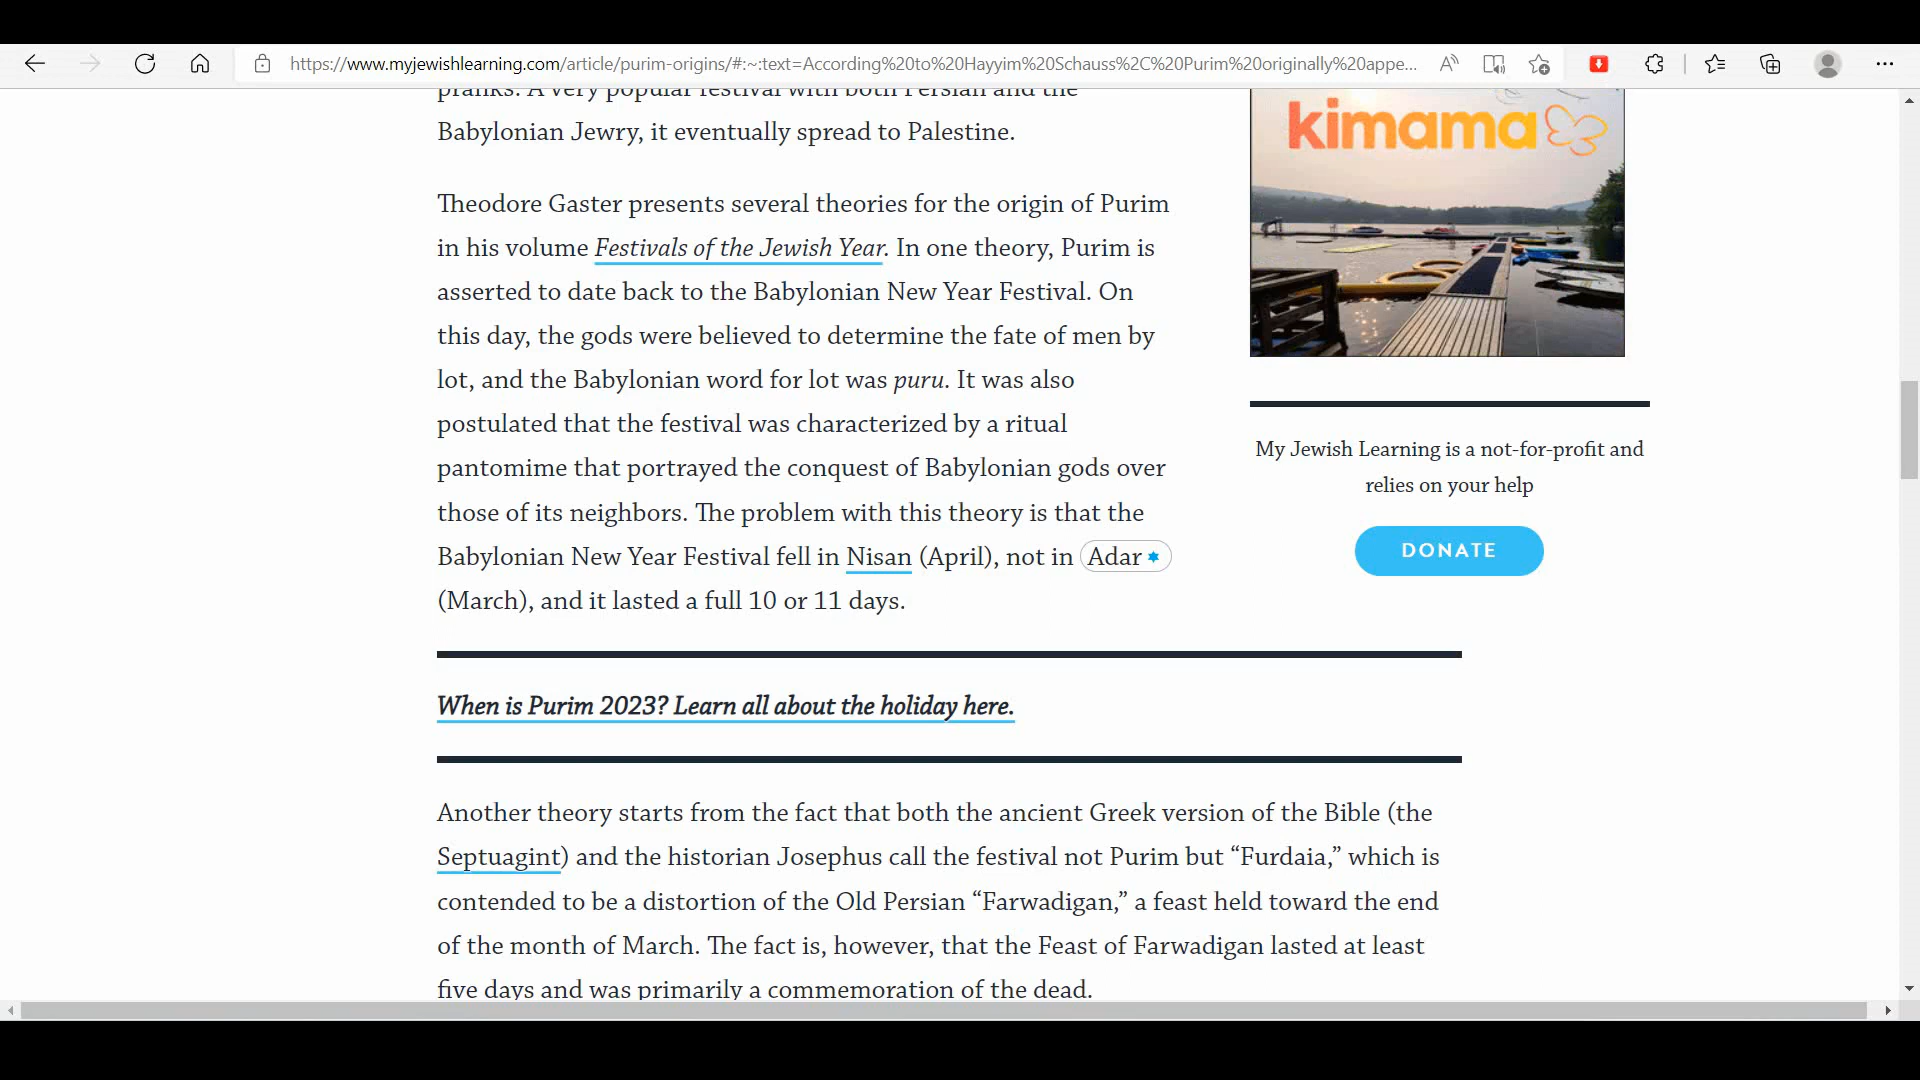 https://www.myjewishlearning.com/article/purim-origins/#:~:text=According%20to%20Hayyim%20Schauss%2C%20Purim%20originally%20appe...
pranks. A very popular festival with both Persian and the
Babylonian Jewry, it eventually spread to Palestine.
Theodore Gaster presents several theories for the origin of Purim
in his volume Festivals of the Jewish Year. In one theory, Purim is
asserted to date back to the Babylonian New Year Festival. On
this day, the gods were believed to determine the fate of men by
lot, and the Babylonian word for lot was puru. It was also
postulated that the festival was characterized by a ritual
pantomime that portrayed the conquest of Babylonian gods over
those of its neighbors. The problem with this theory is that the
Babylonian New Year Festival fell in Nisan (April), not in Adar
(March), and it lasted a full 10 or 11 days.
kimama
My Jewish Learning is a not-for-profit and
relies on your help
DONATE
When is Purim 2023? Learn all about the holiday here.
Another theory starts from the fact that both the ancient Greek version of the Bible (the
Septuagint) and the historian Josephus call the festival not Purim but “Furdaia,” which is
contended to be a distortion of the Old Persian “Farwadigan,” a feast held toward the end
of the month of March. The fact is, however, that the Feast of Farwadigan lasted at least
five days and was primarily a commemoration of the dead.